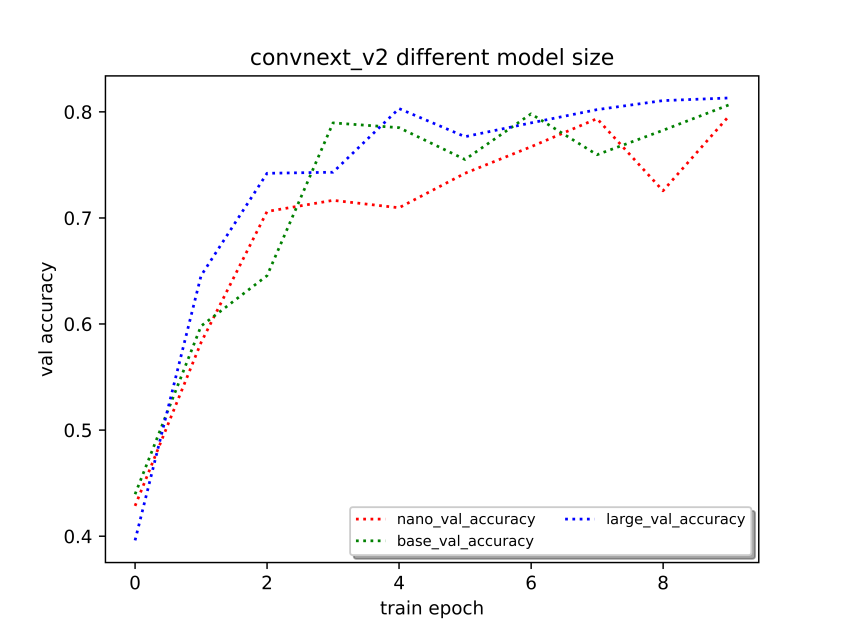 convnext_v2 different model size
val accuracy
0.8
0.7
0.6
0.5
0.4
nano_val_accuracy
base_val_accuracy
large_val_accuracy
0 2 4 6 8
train epoch